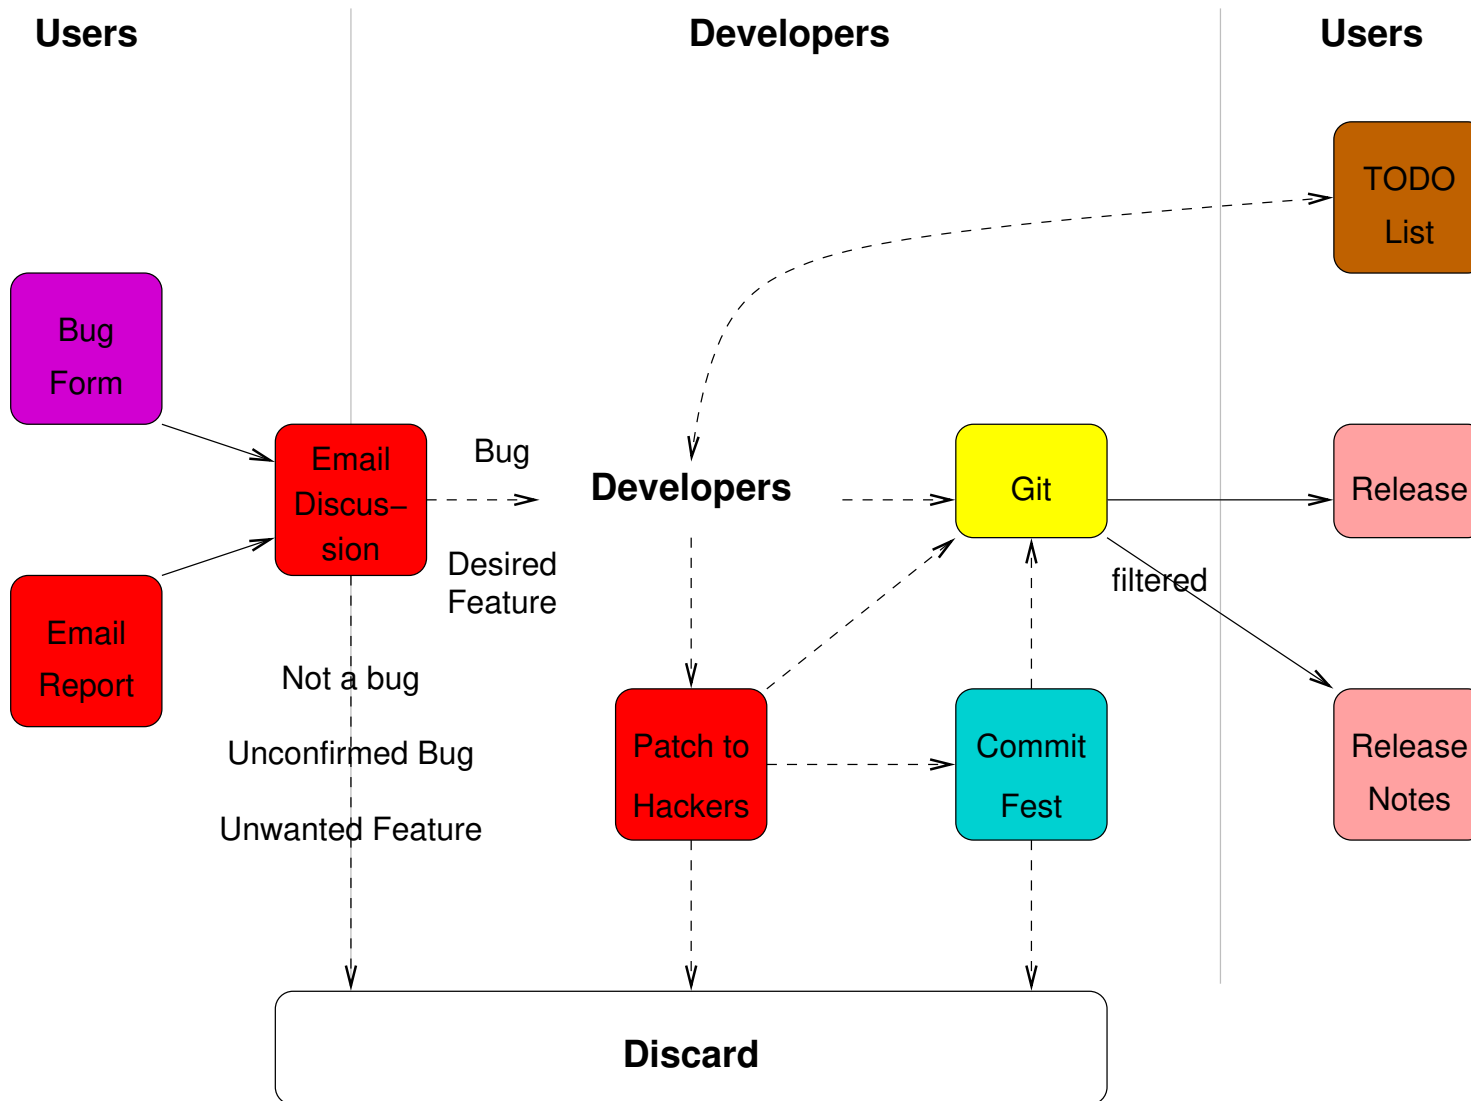 Users
Developers
Users
TODO
List
Bug
Form
Email
Discus–
sion
Bug
Developers
Git
Release
Desired
Feature
filtered
Email
Report
Not a bug
Unconfirmed Bug
Unwanted Feature
Patch to
Hackers
Commit
Fest
Release
Notes
Discard